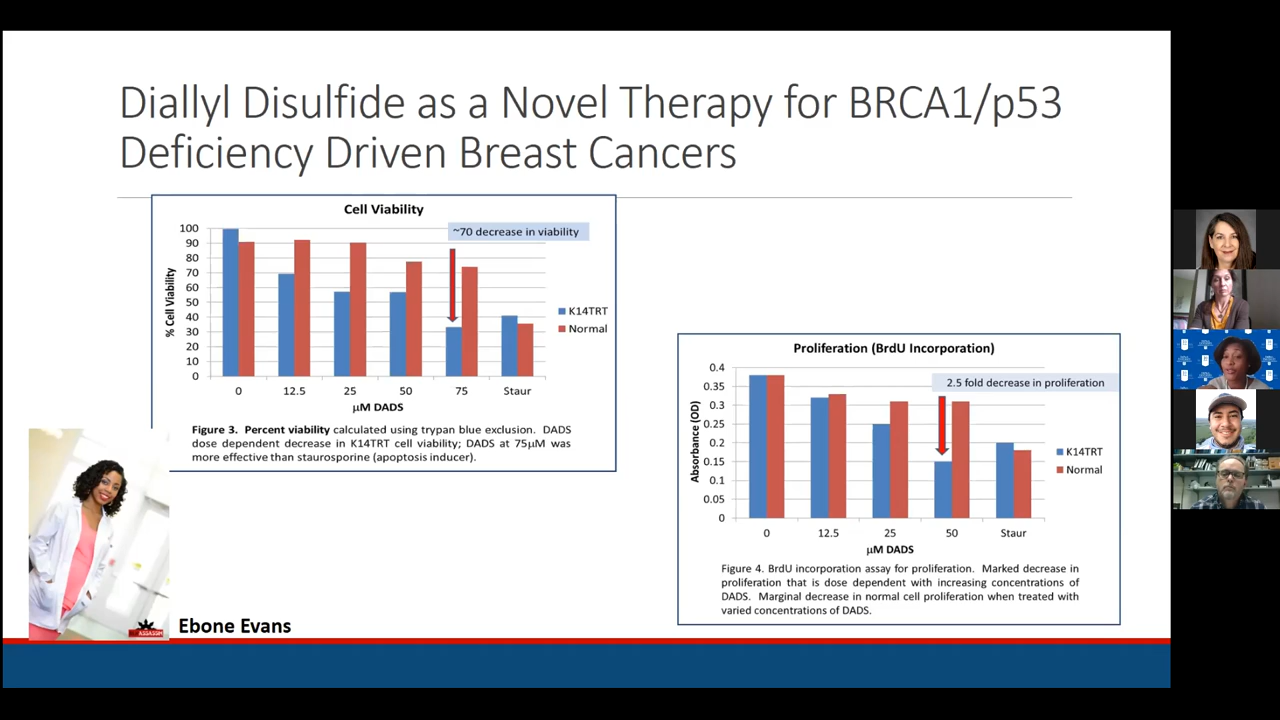 Diallyl Disulfide as a Novel Therapy for BRCA1/p53
Deficiency Driven Breast Cancers
Cell Viability
~70 decrease in viability
100
90
80
70
60
50
40
30
20
10
0
% Cell Viability
0 12.5 25 50 75 Staur
µM DADS
K14TRT
Normal
Figure 3. Percent viability calculated using trypan blue exclusion. DADS
dose dependent decrease in K14TRT cell viability; DADS at 75µM was
more effective than staurosporine (apoptosis inducer).
Proliferation (BrdU Incorporation)
2.5 fold decrease in proliferation
0.4
0.35
0.3
0.25
0.2
0.15
0.1
0.05
0
Absorbance (OD)
0 12.5 25 50 Staur
µM DADS
K14TRT
Normal
Figure 4. BrdU incorporation assay for proliferation. Marked decrease in
proliferation that is dose dependent with increasing concentrations of
DADS. Marginal decrease in normal cell proliferation when treated with
varied concentrations of DADS.
Ebone Evans